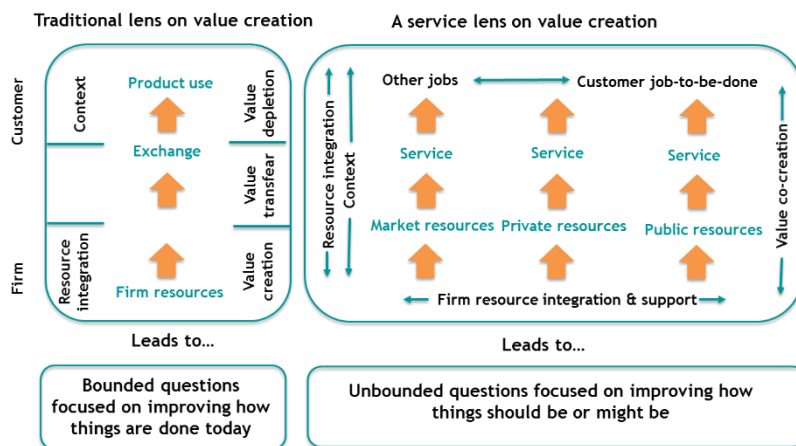 Traditional lens on value creation
Customer
Firm
Context
Resource
integration
Product use
Exchange
Firm resources
Value
depletion
Value
transfear
Value
creation
Leads to...
Bounded questions
focused on improving how
things are done today
A service lens on value creation
Resource integration
Context
Other jobs
Customer job-to-be-done
Service
Service
Service
Market resources
Private resources
Public resources
Firm resource integration & support
Value co-creation
Leads to...
Unbounded questions focused on improving how
things should be or might be